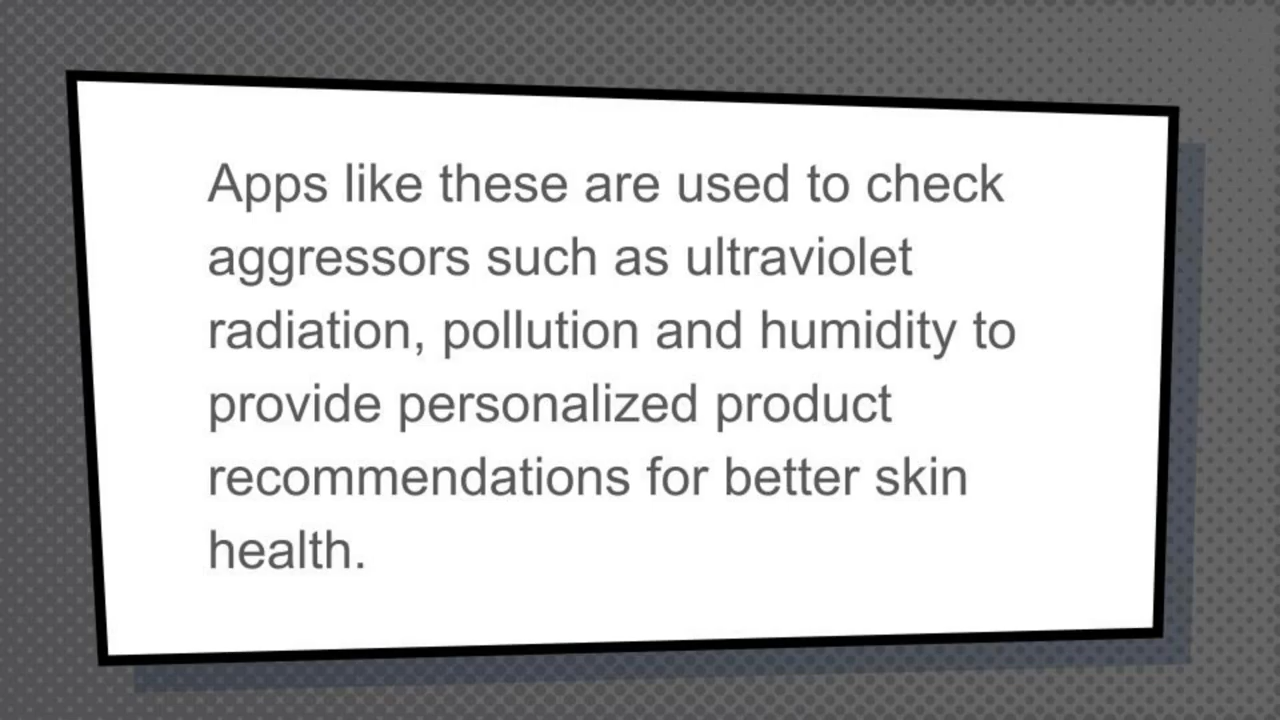 Apps like these are used to check
aggressors such as ultraviolet
radiation, pollution and humidity to
provide personalized product
recommendations for better skin
health.